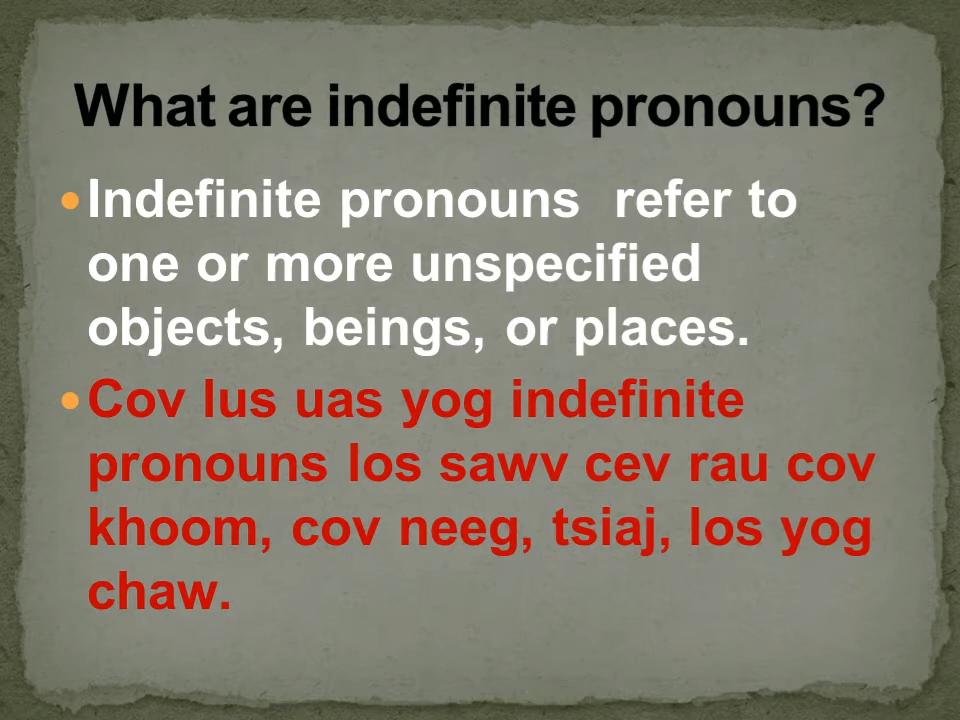 What are indefinite pronouns?
Indefinite pronouns refer to
one or more unspecified
objects, beings, or places.
Cov lus uas yog indefinite
pronouns los sawv cev rau cov
khoom, cov neeg, tsiaj, los yog
chaw.